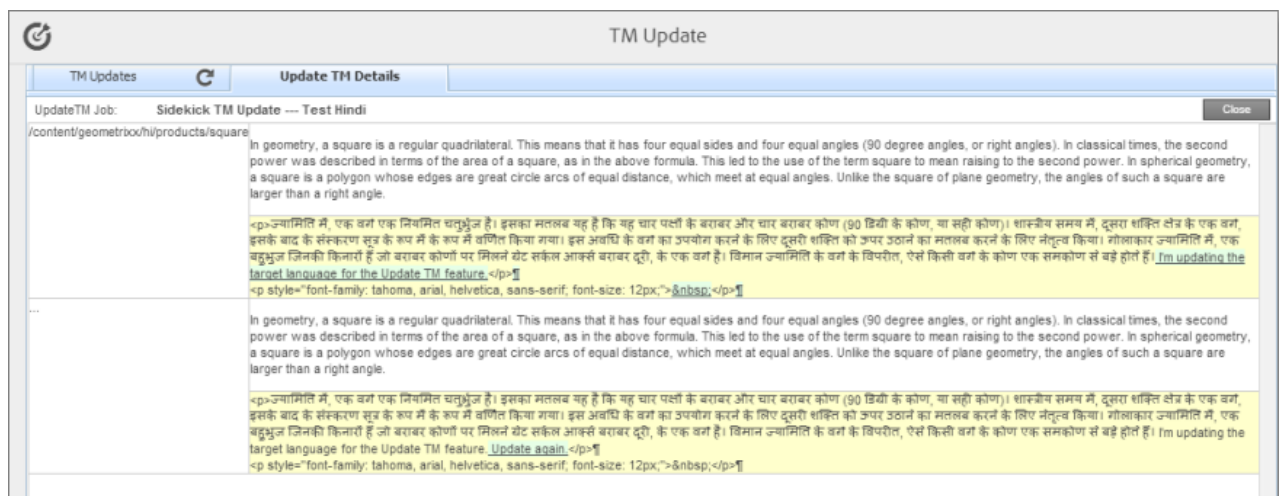 TM Update
TM Updates Update TM Details
UpdateTM Job: Sidekick TM Update --- Test Hindi Close
/content/geometrixx/hi/products/square
In geometry, a square is a regular quadrilateral. This means that it has four equal sides and four equal angles (90 degree angles, or right angles). In classical times, the second
power was described in terms of the area of a square, as in the above formula. This led to the use of the term square to mean raising to the second power. In spherical geometry,
a square is a polygon whose edges are great circle arcs of equal distance, which meet at equal angles. Unlike the square of plane geometry, the angles of such a square are
larger than a right angle.
<p>ज्यामिति में, एक वर्ग एक नियमित चतुर्भुज है। इसका मतलब यह है कि यह चार पक्षों के बराबर और चार बराबर कोण (90 डिग्री के कोण, या सही कोण)। शास्त्रीय समय में, दूसरा शक्ति क्षेत्र के एक वर्ग,
इसके बाद के संस्करण सूत्र के रूप में के रूप में वर्णित किया गया। इस अवधि के वर्ग का उपयोग करने के लिए दूसरी शक्ति को ऊपर उठाने का मतलब करने के लिए नेतृत्व किया। गोलाकार ज्यामिति में, एक
बहुभुज जिनकी किनारों हैं जो बराबर कोणों पर मिलने ग्रेट सर्कल आर्क्स बराबर दूरी, के एक वर्ग है। विमान ज्यामिति के वर्ग के विपरीत, ऐसे किसी वर्ग के कोण एक समकोण से बड़े होते हैं। I'm updating the
target language for the Update TM feature.</p>¶
<p style="font-family: tahoma, arial, helvetica, sans-serif; font-size: 12px;">&nbsp;</p>¶
...
In geometry, a square is a regular quadrilateral. This means that it has four equal sides and four equal angles (90 degree angles, or right angles). In classical times, the second
power was described in terms of the area of a square, as in the above formula. This led to the use of the term square to mean raising to the second power. In spherical geometry,
a square is a polygon whose edges are great circle arcs of equal distance, which meet at equal angles. Unlike the square of plane geometry, the angles of such a square are
larger than a right angle.
<p>ज्यामिति में, एक वर्ग एक नियमित चतुर्भुज है। इसका मतलब यह है कि यह चार पक्षों के बराबर और चार बराबर कोण (90 डिग्री के कोण, या सही कोण)। शास्त्रीय समय में, दूसरा शक्ति क्षेत्र के एक वर्ग,
इसके बाद के संस्करण सूत्र के रूप में के रूप में वर्णित किया गया। इस अवधि के वर्ग का उपयोग करने के लिए दूसरी शक्ति को ऊपर उठाने का मतलब करने के लिए नेतृत्व किया। गोलाकार ज्यामिति में, एक
बहुभुज जिनकी किनारों हैं जो बराबर कोणों पर मिलने ग्रेट सर्कल आर्क्स बराबर दूरी, के एक वर्ग है। विमान ज्यामिति के वर्ग के विपरीत, ऐसे किसी वर्ग के कोण एक समकोण से बड़े होते हैं। I'm updating the
target language for the Update TM feature. Update again.</p>¶
<p style="font-family: tahoma, arial, helvetica, sans-serif; font-size: 12px;">&nbsp;</p>¶